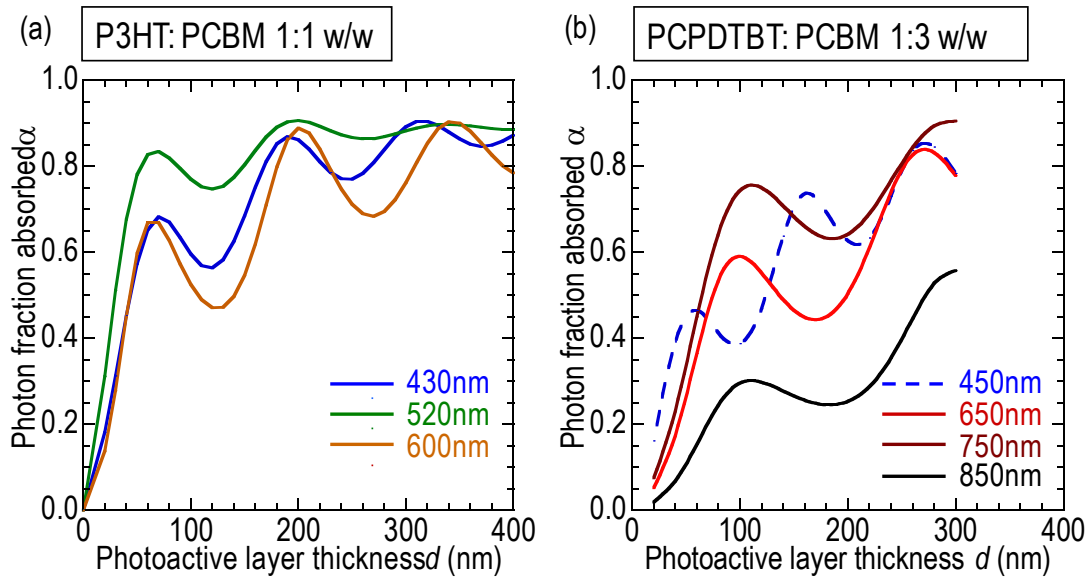 (a)
P3HT: PCBM 1:1 w/w
(b)
PCPDTBT: PCBM 1:3 w/w
Photon fraction absorbedα
1.0
0.8
0.6
0.4
0.2
0.0
430nm
520nm
600nm
0 100 200 300 400
Photoactive layer thicknessd (nm)
Photon fraction absorbed α
1.0
0.8
0.6
0.4
0.2
0.0
450nm
650nm
750nm
850nm
0 100 200 300 400
Photoactive layer thickness d (nm)